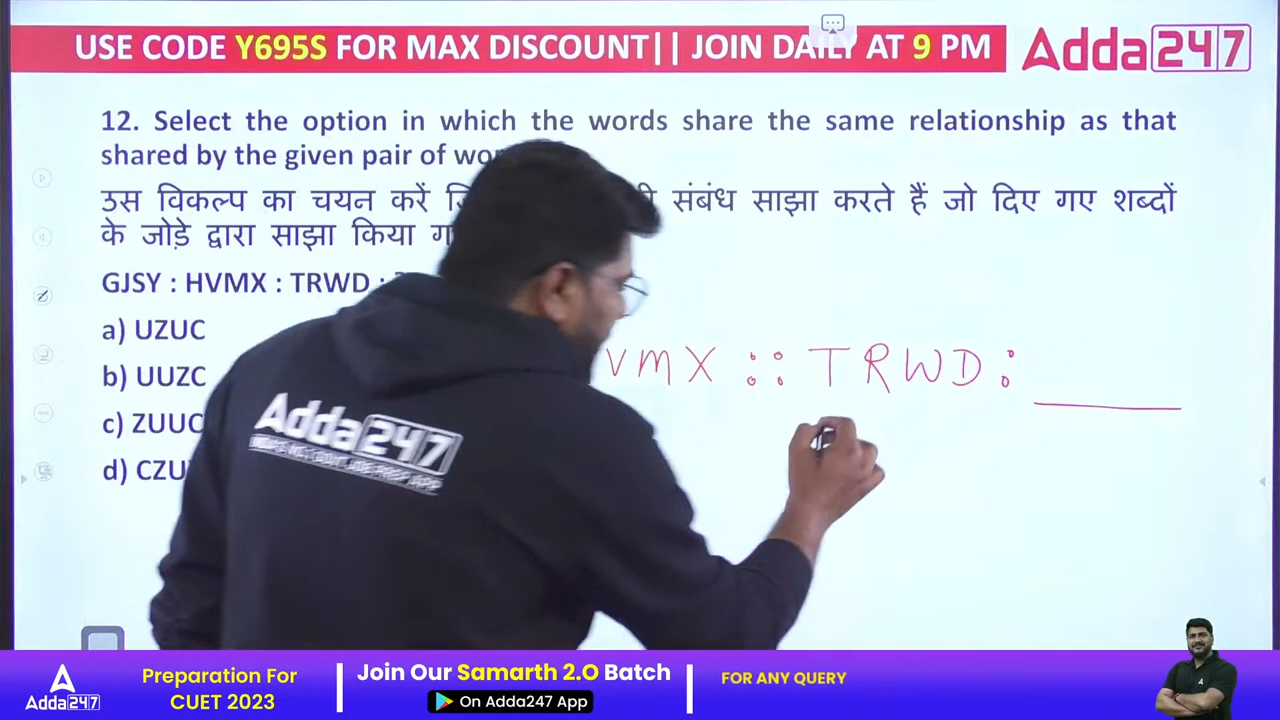 USE CODE Y695S FOR MAX DISCOUNT|| JOIN DAILY AT 9 PM
Adda247
12. Select the option in which the words share the same relationship as that
shared by the given pair of
उस विकल्प का चयन करें संबंध साझा करते हैं जो दिए गए शब्दों
के जोड़े द्वारा साझा किया
GJSY : HVMX : TRWD :
a) UZUC
b) UUZC
c) ZUUC
d)
VMX :: TRWD :
Adda247
Adda247
Preparation For
CUET 2023
Join Our Samarth 2.O Batch
On Adda247 App
FOR ANY QUERY